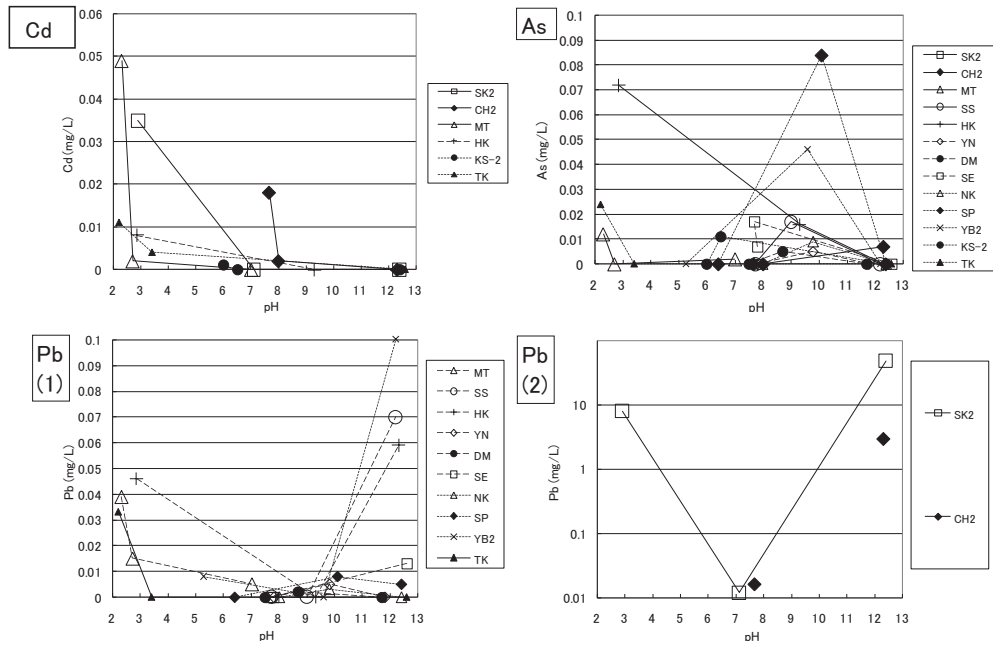 Cd
0.06
0.05
0.04
0.03
0.02
0.01
0
Cd(mg/L)
2 3 4 5 6 7 8 9 10 11 12 13
pH
SK2
CH2
MT
HK
KS-2
TK
As
0.1
0.09
0.08
0.07
0.06
0.05
0.04
0.03
0.02
0.01
0
As(mg/L)
2 3 4 5 6 7 8 9 10 11 12 13
pH
SK2
CH2
MT
SS
HK
YN
DM
SE
NK
SP
YB2
KS-2
TK
Pb
(1)
0.1
0.09
0.08
0.07
0.06
0.05
0.04
0.03
0.02
0.01
0
Pb(mg/L)
2 3 4 5 6 7 8 9 10 11 12 13
pH
MT
SS
HK
YN
DM
SE
NK
SP
YB2
TK
Pb
(2)
10
1
0.1
0.01
Pb(mg/L)
2 3 4 5 6 7 8 9 10 11 12 13
pH
SK2
CH2